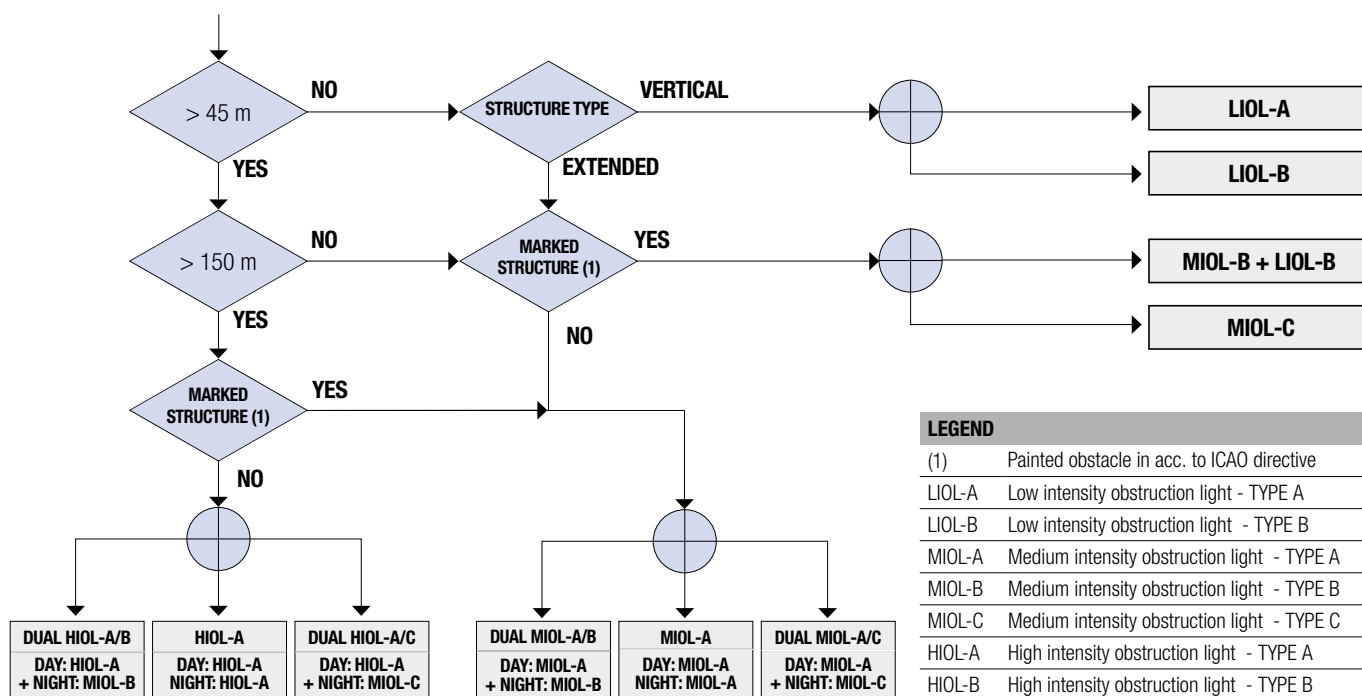 > 45 m
NO
STRUCTURE TYPE
VERTICAL
LIOL-A
YES
EXTENDED
LIOL-B
> 150 m
NO
MARKED
STRUCTURE (1)
YES
MIOL-B + LIOL-B
YES
NO
MIOL-C
MARKED
STRUCTURE (1)
YES
NO
DUAL HIOL-A/B
DAY: HIOL-A
+ NIGHT: MIOL-B
HIOL-A
DAY: HIOL-A
NIGHT: HIOL-A
DUAL HIOL-A/C
DAY: HIOL-A
+ NIGHT: MIOL-C
DUAL MIOL-A/B
DAY: MIOL-A
+ NIGHT: MIOL-B
MIOL-A
DAY: MIOL-A
NIGHT: MIOL-A
DUAL MIOL-A/C
DAY: MIOL-A
+ NIGHT: MIOL-C
LEGEND
(1) Painted obstacle in acc. to ICAO directive
LIOL-A Low intensity obstruction light - TYPE A
LIOL-B Low intensity obstruction light - TYPE B
MIOL-A Medium intensity obstruction light - TYPE A
MIOL-B Medium intensity obstruction light - TYPE B
MIOL-C Medium intensity obstruction light - TYPE C
HIOL-A High intensity obstruction light - TYPE A
HIOL-B High intensity obstruction light - TYPE B